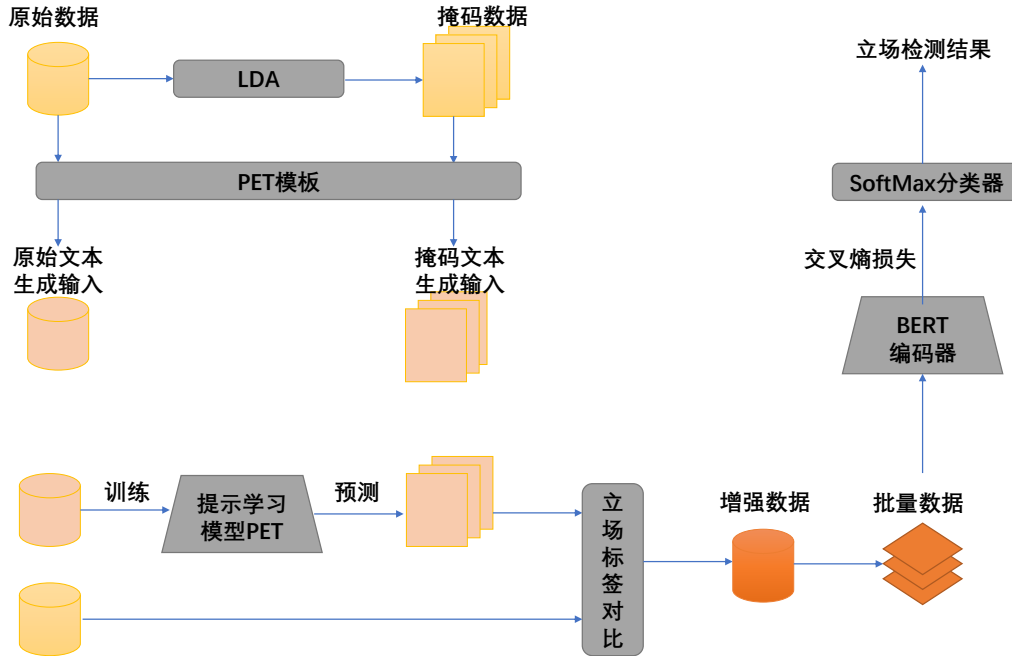 原始数据
掩码数据
LDA
PET模板
原始文本
生成输入
掩码文本
生成输入
立场检测结果
SoftMax分类器
交叉熵损失
BERT
编码器
训练
提示学习
模型PET
预测
立
场
标
签
对
比
增强数据
批量数据